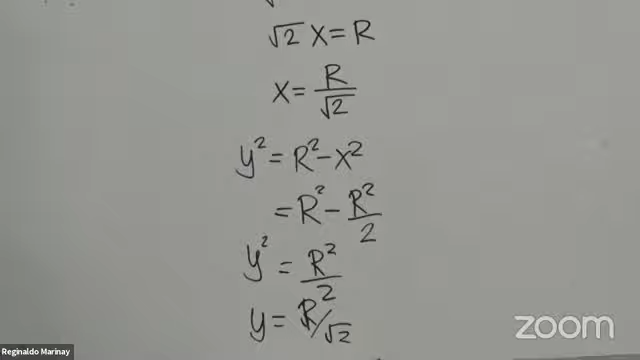 √2 X = R
X = R/√2
y² = R² - X²
= R² - R²/2
y² = R²/2
y = R/√2
zoom
Reginaldo Marinay